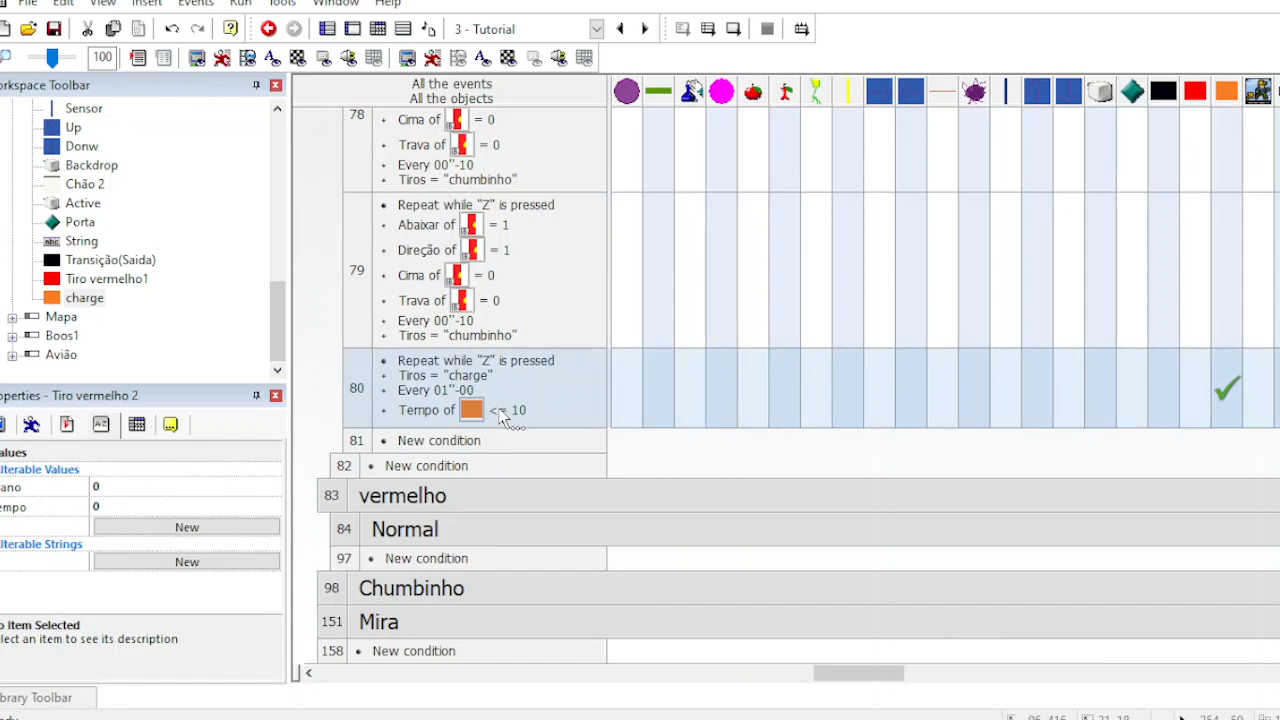 File Edit View Insert Events Run Tools Window Help
3 - Tutorial
100
orkspace Toolbar
Sensor
Up
Donw
Backdrop
Chão 2
Active
Porta
String
Transição(Saida)
Tiro vermelho1
charge
Mapa
Boos1
Avião
operties - Tiro vermelho 2
alues
lterable Values
ano 0
empo 0
New
lterable Strings
New
o Item Selected
lect an item to see its description
brary Toolbar
All the events
All the objects
78
Cima of = 0
Trava of = 0
Every 00"-10
Tiros = "chumbinho"
79
Repeat while "Z" is pressed
Abaixar of = 1
Direção of = 1
Cima of = 0
Trava of = 0
Every 00"-10
Tiros = "chumbinho"
80
Repeat while "Z" is pressed
Tiros = "charge"
Every 01"-00
Tempo of <= 10
81 New condition
82 New condition
83 vermelho
84 Normal
97 New condition
98 Chumbinho
151 Mira
158 New condition